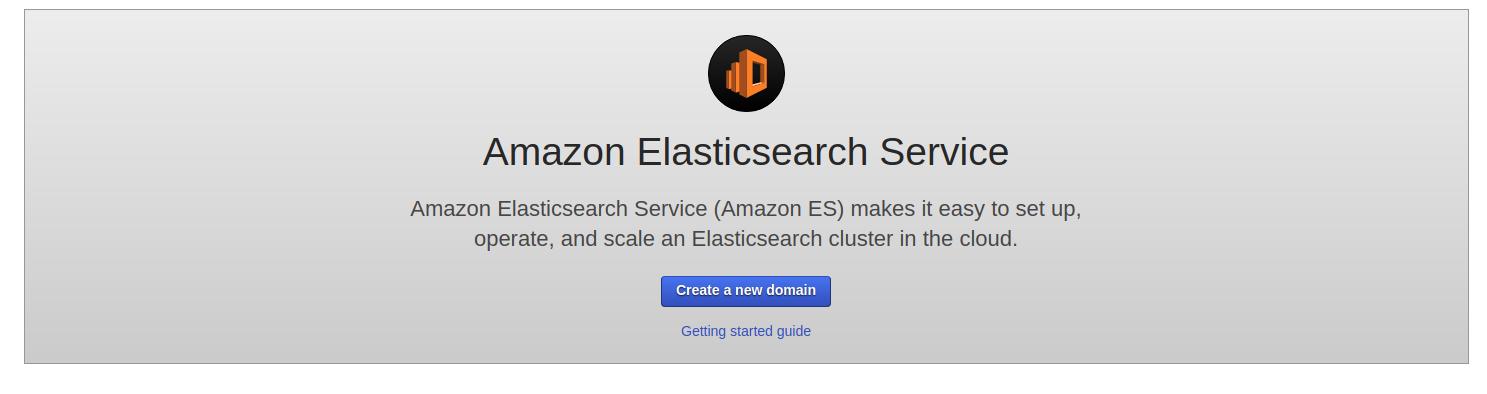 Amazon Elasticsearch Service
Amazon Elasticsearch Service (Amazon ES) makes it easy to set up,
operate, and scale an Elasticsearch cluster in the cloud.
Create a new domain
Getting started guide